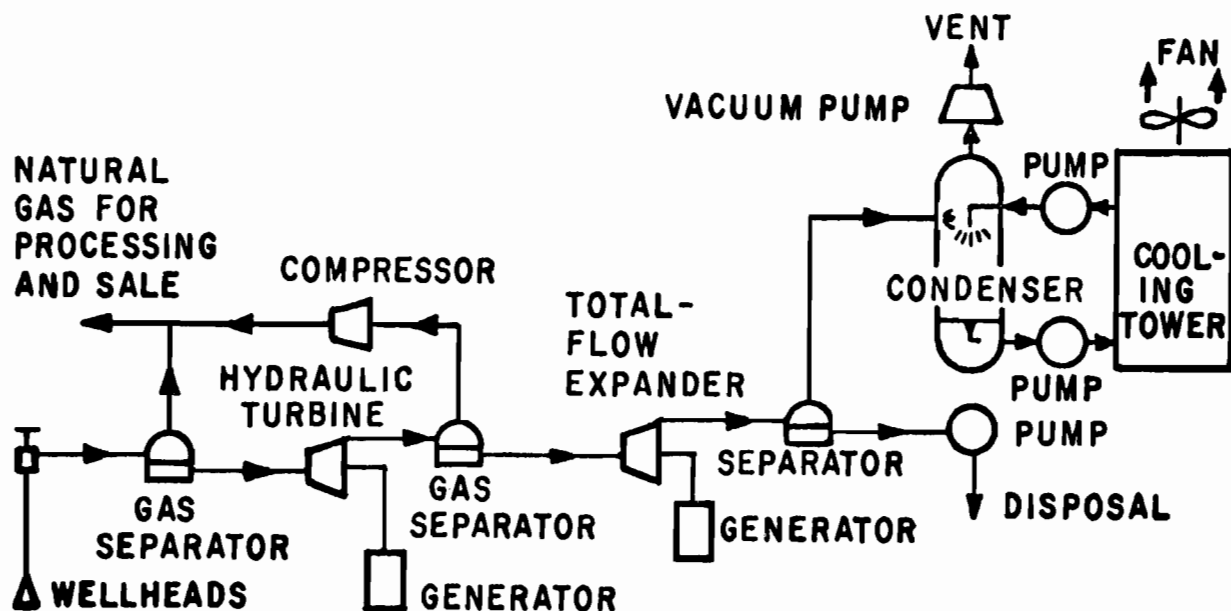 VENT
FAN
VACUUM PUMP
PUMP
NATURAL
GAS FOR
PROCESSING
AND SALE
COMPRESSOR
COOL-
ING
TOWER
CONDENSER
TOTAL-
FLOW
EXPANDER
HYDRAULIC
TURBINE
PUMP
PUMP
SEPARATOR
GAS
SEPARATOR
GAS
SEPARATOR
GENERATOR
DISPOSAL
WELLHEADS
GENERATOR